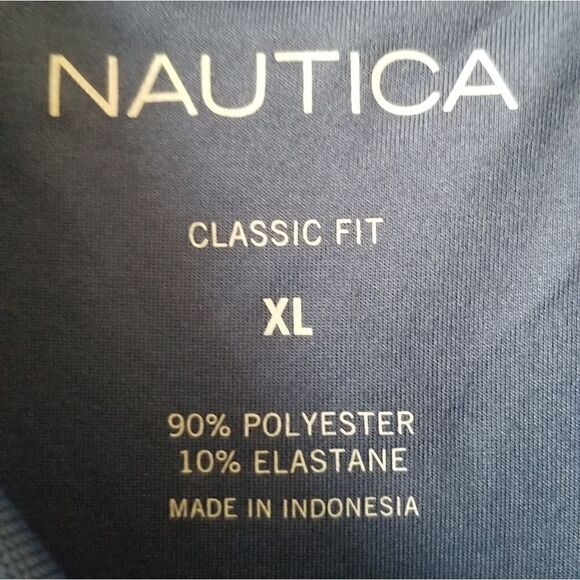 NAUTICA
CLASSIC FIT
XL
90% POLYESTER
10% ELASTANE
MADE IN INDONESIA